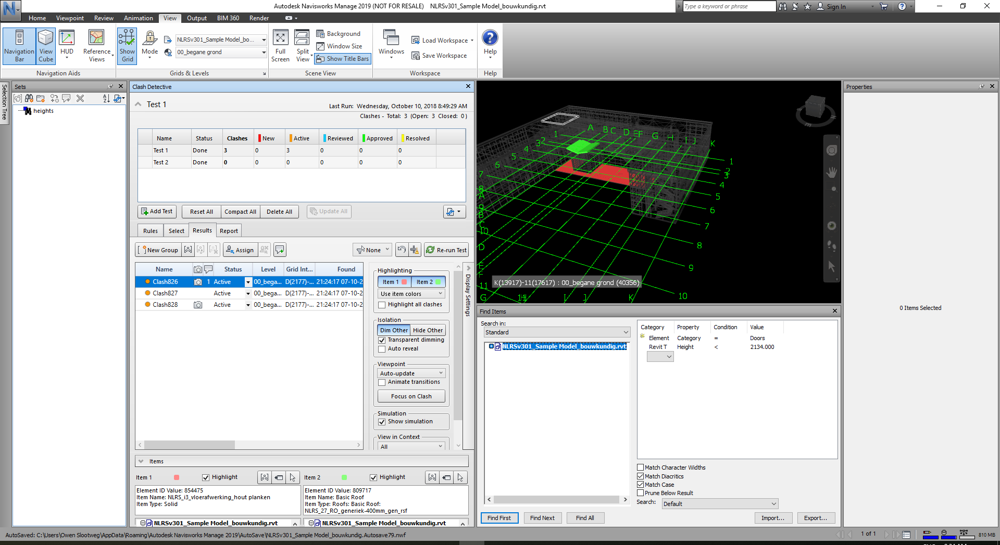 Autodesk Navisworks Manage 2019 (NOT FOR RESALE) NLRSv301_Sample Model_bouwkundig.rvt
Type a keyword or phrase
Sign In
Home Viewpoint Review Animation View Output BIM 360 Render
Navigation Bar
View Cube
HUD
Reference Views
Navigation Aids
Show Grid
Mode
NLRSv301_Sample Model_bo...
00_begane grond
Grids & Levels
Full Screen
Split View
Background
Window Size
Show Title Bars
Scene View
Windows
Load Workspace
Save Workspace
Workspace
Help
Help
Selection Tree
Sets
heights
Clash Detective
Test 1
Last Run: Wednesday, October 10, 2018 8:49:29 AM
Clashes - Total: 3 (Open: 3 Closed: 0)
Name Status Clashes New Active Reviewed Approved Resolved
Test 1 Done 3 0 3 0 0 0
Test 2 Done 0 0 0 0 0 0
Add Test Reset All Compact All Delete All Update All
Rules Select Results Report
New Group Assign None Re-run Test
Name Status Level Grid Int... Found
Clash826 1 Active 00_bega... D(2177)-... 21:24:17 07-10-2
Clash827 Active 00_bega... D(2177)-... 21:24:17 07-10-2
Clash828 Active 00_bega... D(2177)-... 21:24:17 07-10-2
Highlighting
Item 1 Item 2
Use item colors
Highlight all clashes
Isolation
Dim Other Hide Other
Transparent dimming
Auto reveal
Viewpoint
Auto-update
Animate transitions
Focus on Clash
Simulation
Show simulation
View in Context
All
Display Settings
Items
Item 1 Highlight
Element ID Value: 854475
Item Name: NLRS_i3_vloerafwerking_hout planken
Item Type: Solid
NLRSv301_Sample Model_bouwkundig.rvt
Item 2 Highlight
Element ID Value: 809717
Item Name: Basic Roof
Item Type: Roofs: Basic Roof:
NLRS_27_RO_generiek-400mm_gen_rsf
NLRSv301_Sample Model_bouwkundig.rvt
A B C D E F G H I J K
1 2 3 4 5 6 7 8
A
9
B
C
10
D
E
F
11
G H I J K
1
2
3
4
5
6
7
8
9
10
11
K(13917)-11(17617) : 00_begane grond (40356)
Find Items
Search in:
Standard
NLRSv301_Sample Model_bouwkundig.rvt
Category Property Condition Value
Element Category = Doors
Revit T Height < 2134.000
Match Character Widths
Match Diacritics
Match Case
Prune Below Result
Search: Default
Find First Find Next Find All Import... Export...
Properties
0 Items Selected
AutoSaved: C:\Users\Owen Slootweg\AppData\Roaming\Autodesk Navisworks Manage 2019\AutoSave\NLRSv301_Sample Model_bouwkundig.Autosave79.nwf
1 of 1
810 MB